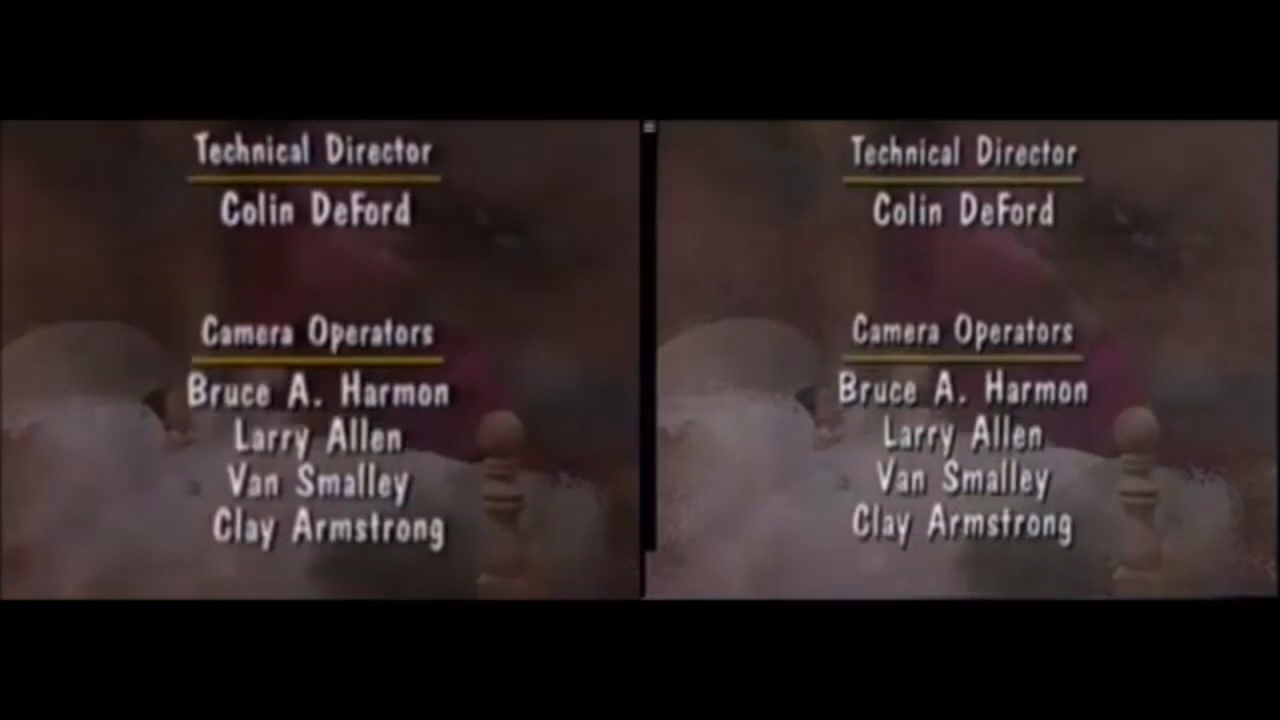 Technical Director
Colin DeFord
Camera Operators
Bruce A. Harmon
Larry Allen
Van Smalley
Clay Armstrong
Technical Director
Colin DeFord
Camera Operators
Bruce A. Harmon
Larry Allen
Van Smalley
Clay Armstrong